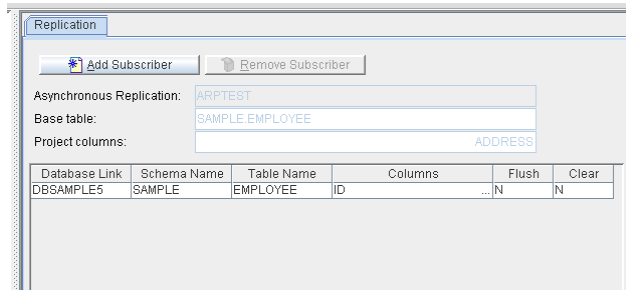 Replication
Add Subscriber Remove Subscriber
Asynchronous Replication: ARPTEST
Base table: SAMPLE.EMPLOYEE
Project columns: ADDRESS
Database Link Schema Name Table Name Columns Flush Clear
DBSAMPLE5 SAMPLE EMPLOYEE ID ... N N